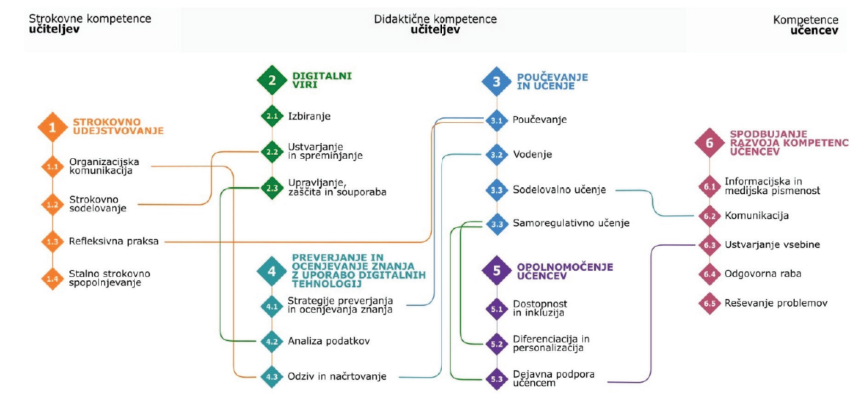 Strokovne kompetence
učiteljev
Didaktične kompetence
učiteljev
Kompetence
učencev
1 STROKOVNO
UDEJSTVOVANJE
1.1 Organizacijska
komunikacija
1.2 Strokovno
sodelovanje
1.3 Refleksivna praksa
1.4 Stalno strokovno
spopolnjevanje
2 DIGITALNI
VIRI
2.1 Izbiranje
2.2 Ustvarjanje
in spreminjanje
2.3 Upravljanje,
zaščita in souporaba
4 PREVERJANJE IN
OCENJEVANJE ZNANJA
Z UPORABO DIGITALNIH
TEHNOLOGIJ
4.1 Strategije preverjanja
in ocenjevanja znanja
4.2 Analiza podatkov
4.3 Odziv in načrtovanje
3 POUČEVANJE
IN UČENJE
3.1 Poučevanje
3.2 Vodenje
3.3 Sodelovalno učenje
3.3 Samoregulativno učenje
5 OPOLNOMOČENJE
UČENCEV
5.1 Dostopnost
in inkluzija
5.2 Diferenciacija in
personalizacija
5.3 Dejavna podpora
učencem
6 SPODBUJANJE
RAZVOJA KOMPETENC
UČENCEV
6.1 Informacijska in
medijska pismenost
6.2 Komunikacija
6.3 Ustvarjanje vsebine
6.4 Odgovorna raba
6.5 Reševanje problemov